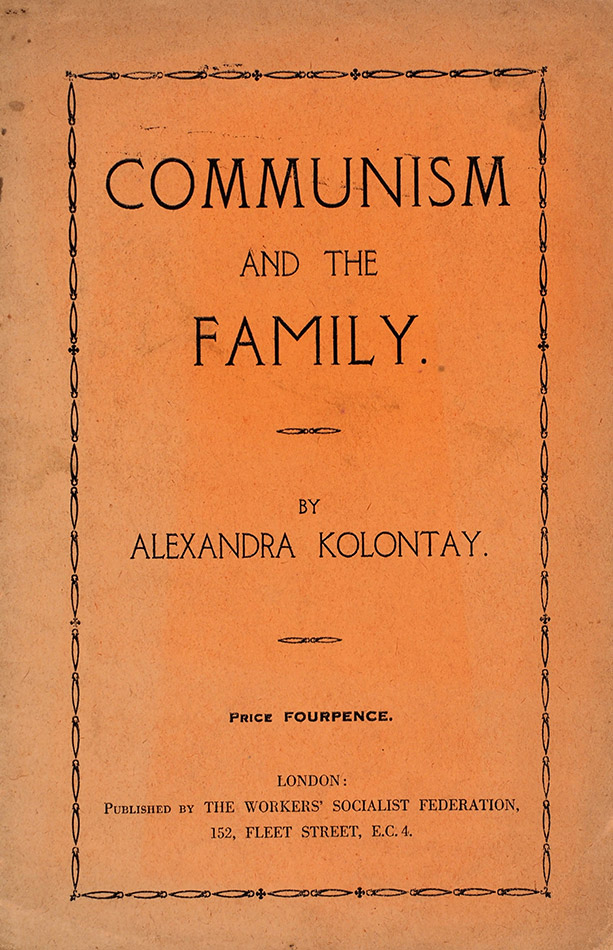 COMMUNISM
AND THE
FAMILY.
BY
ALEXANDRA KOLONTAY.
PRICE FOURPENCE.
LONDON:
PUBLISHED BY THE WORKERS' SOCIALIST FEDERATION,
152, FLEET STREET, E.C. 4.